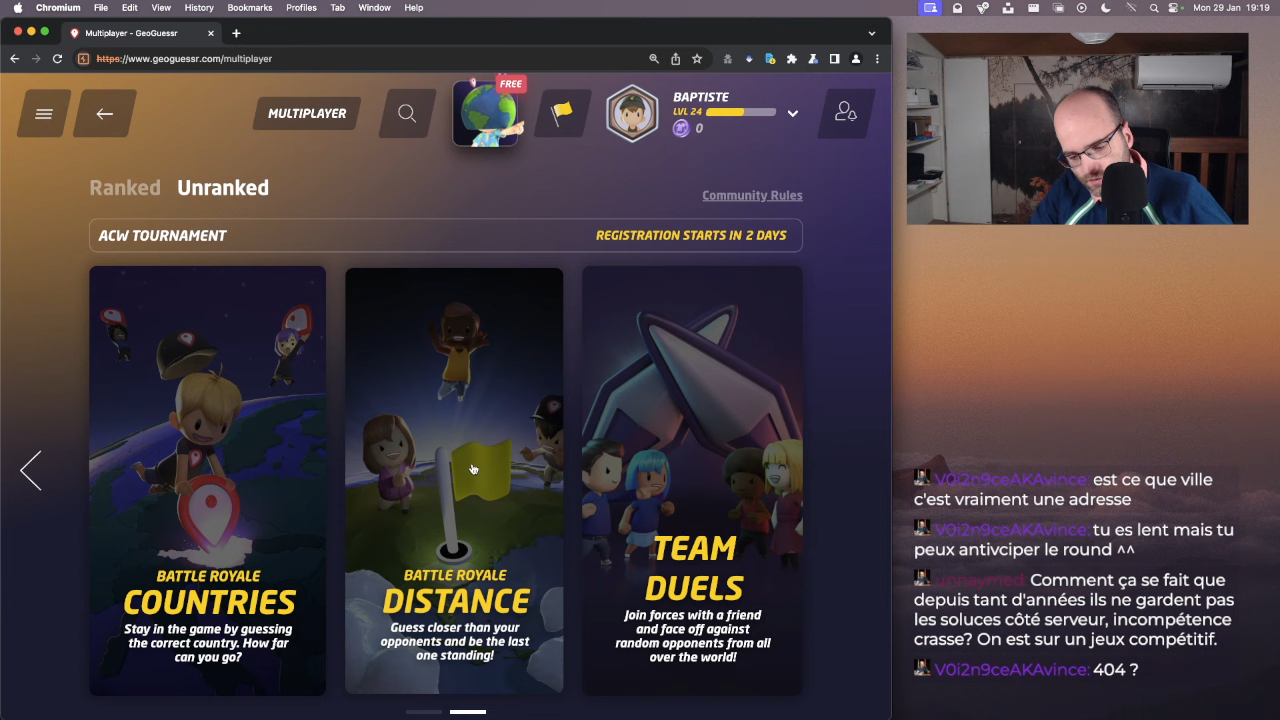 Chromium File Edit View History Bookmarks Profiles Tab Window Help
Mon 29 Jan 19:19
Multiplayer - GeoGuessr
https://www.geoguessr.com/multiplayer
MULTIPLAYER
FREE
BAPTISTE
LVL 24
0
Ranked Unranked
Community Rules
ACW TOURNAMENT
REGISTRATION STARTS IN 2 DAYS
BATTLE ROYALE
COUNTRIES
Stay in the game by guessing
the correct country. How far
can you go?
BATTLE ROYALE
DISTANCE
Guess closer than your
opponents and be the last
one standing!
TEAM
DUELS
Join forces with a friend
and face off against
random opponents from all
over the world!
V0i2n9ceAKAvince: est ce que ville
c'est vraiment une adresse
V0i2n9ceAKAvince: tu es lent mais tu
peux antivciper le round ^^
unnaymed: Comment ça se fait que
depuis tant d'années ils ne gardent pas
les soluces côté serveur, incompétence
crasse? On est sur un jeux compétitif.
V0i2n9ceAKAvince: 404 ?